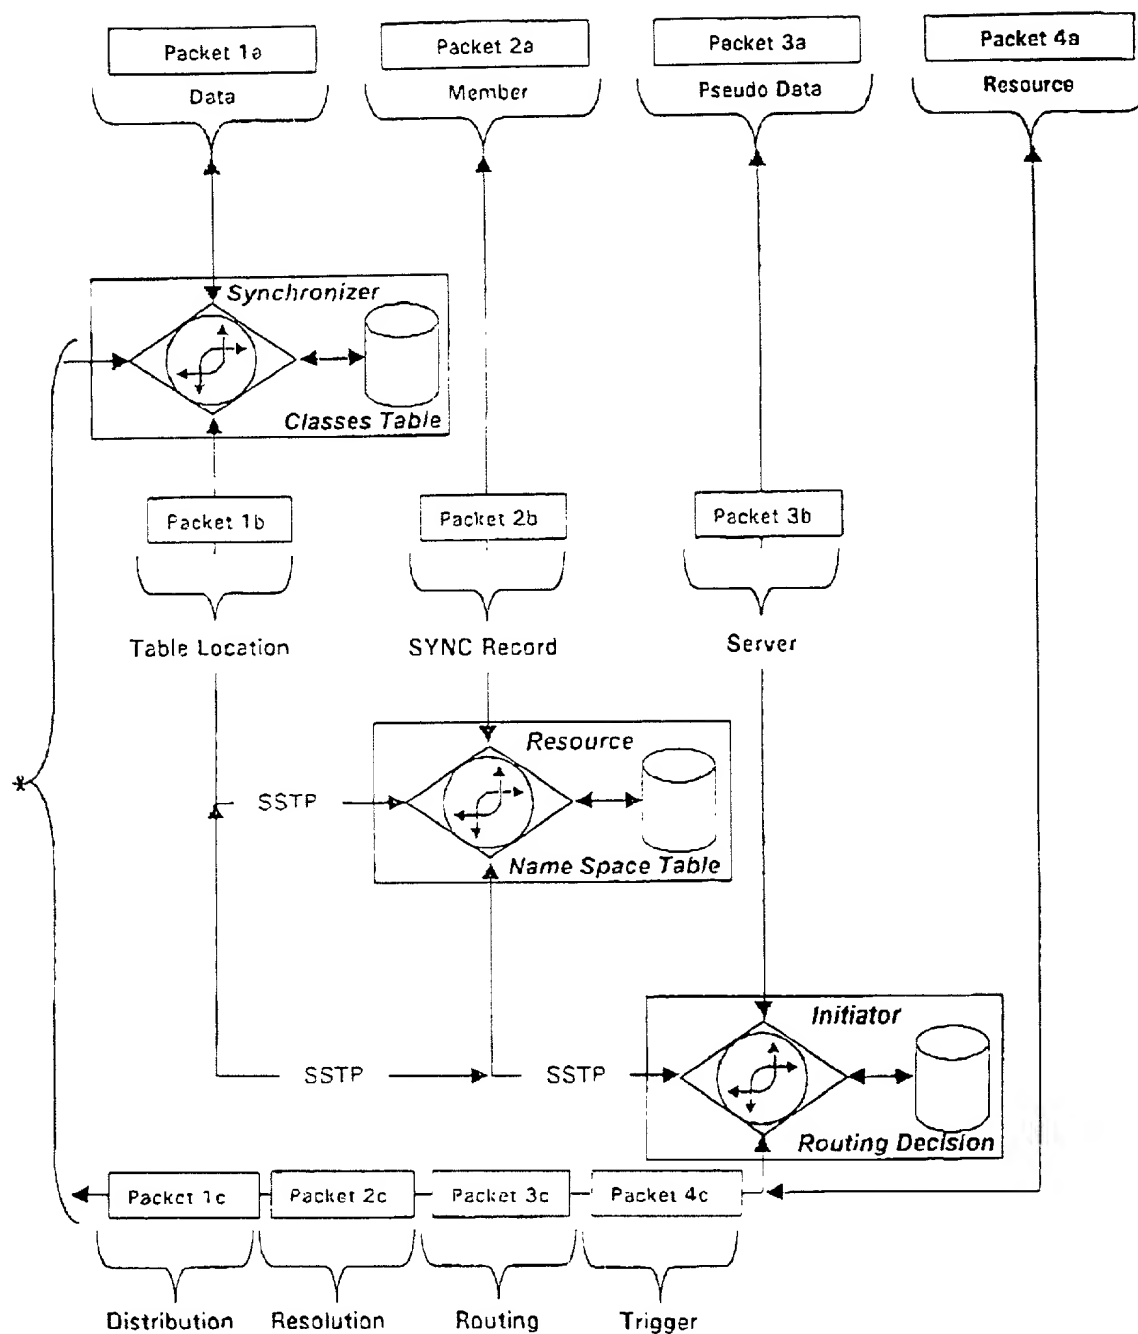 Packet 1a
Packet 2a
Packet 3a
Packet 4a
Data
Member
Pseudo Data
Resource
Synchronizer
Classes Table
Packet 1b
Packet 2b
Packet 3b
Table Location
SYNC Record
Server
Resource
SSTP
Name Space Table
Initiator
SSTP
SSTP
Routing Decision
Packet 1c
Packet 2c
Packet 3c
Packet 4c
Distribution
Resolution
Routing
Trigger